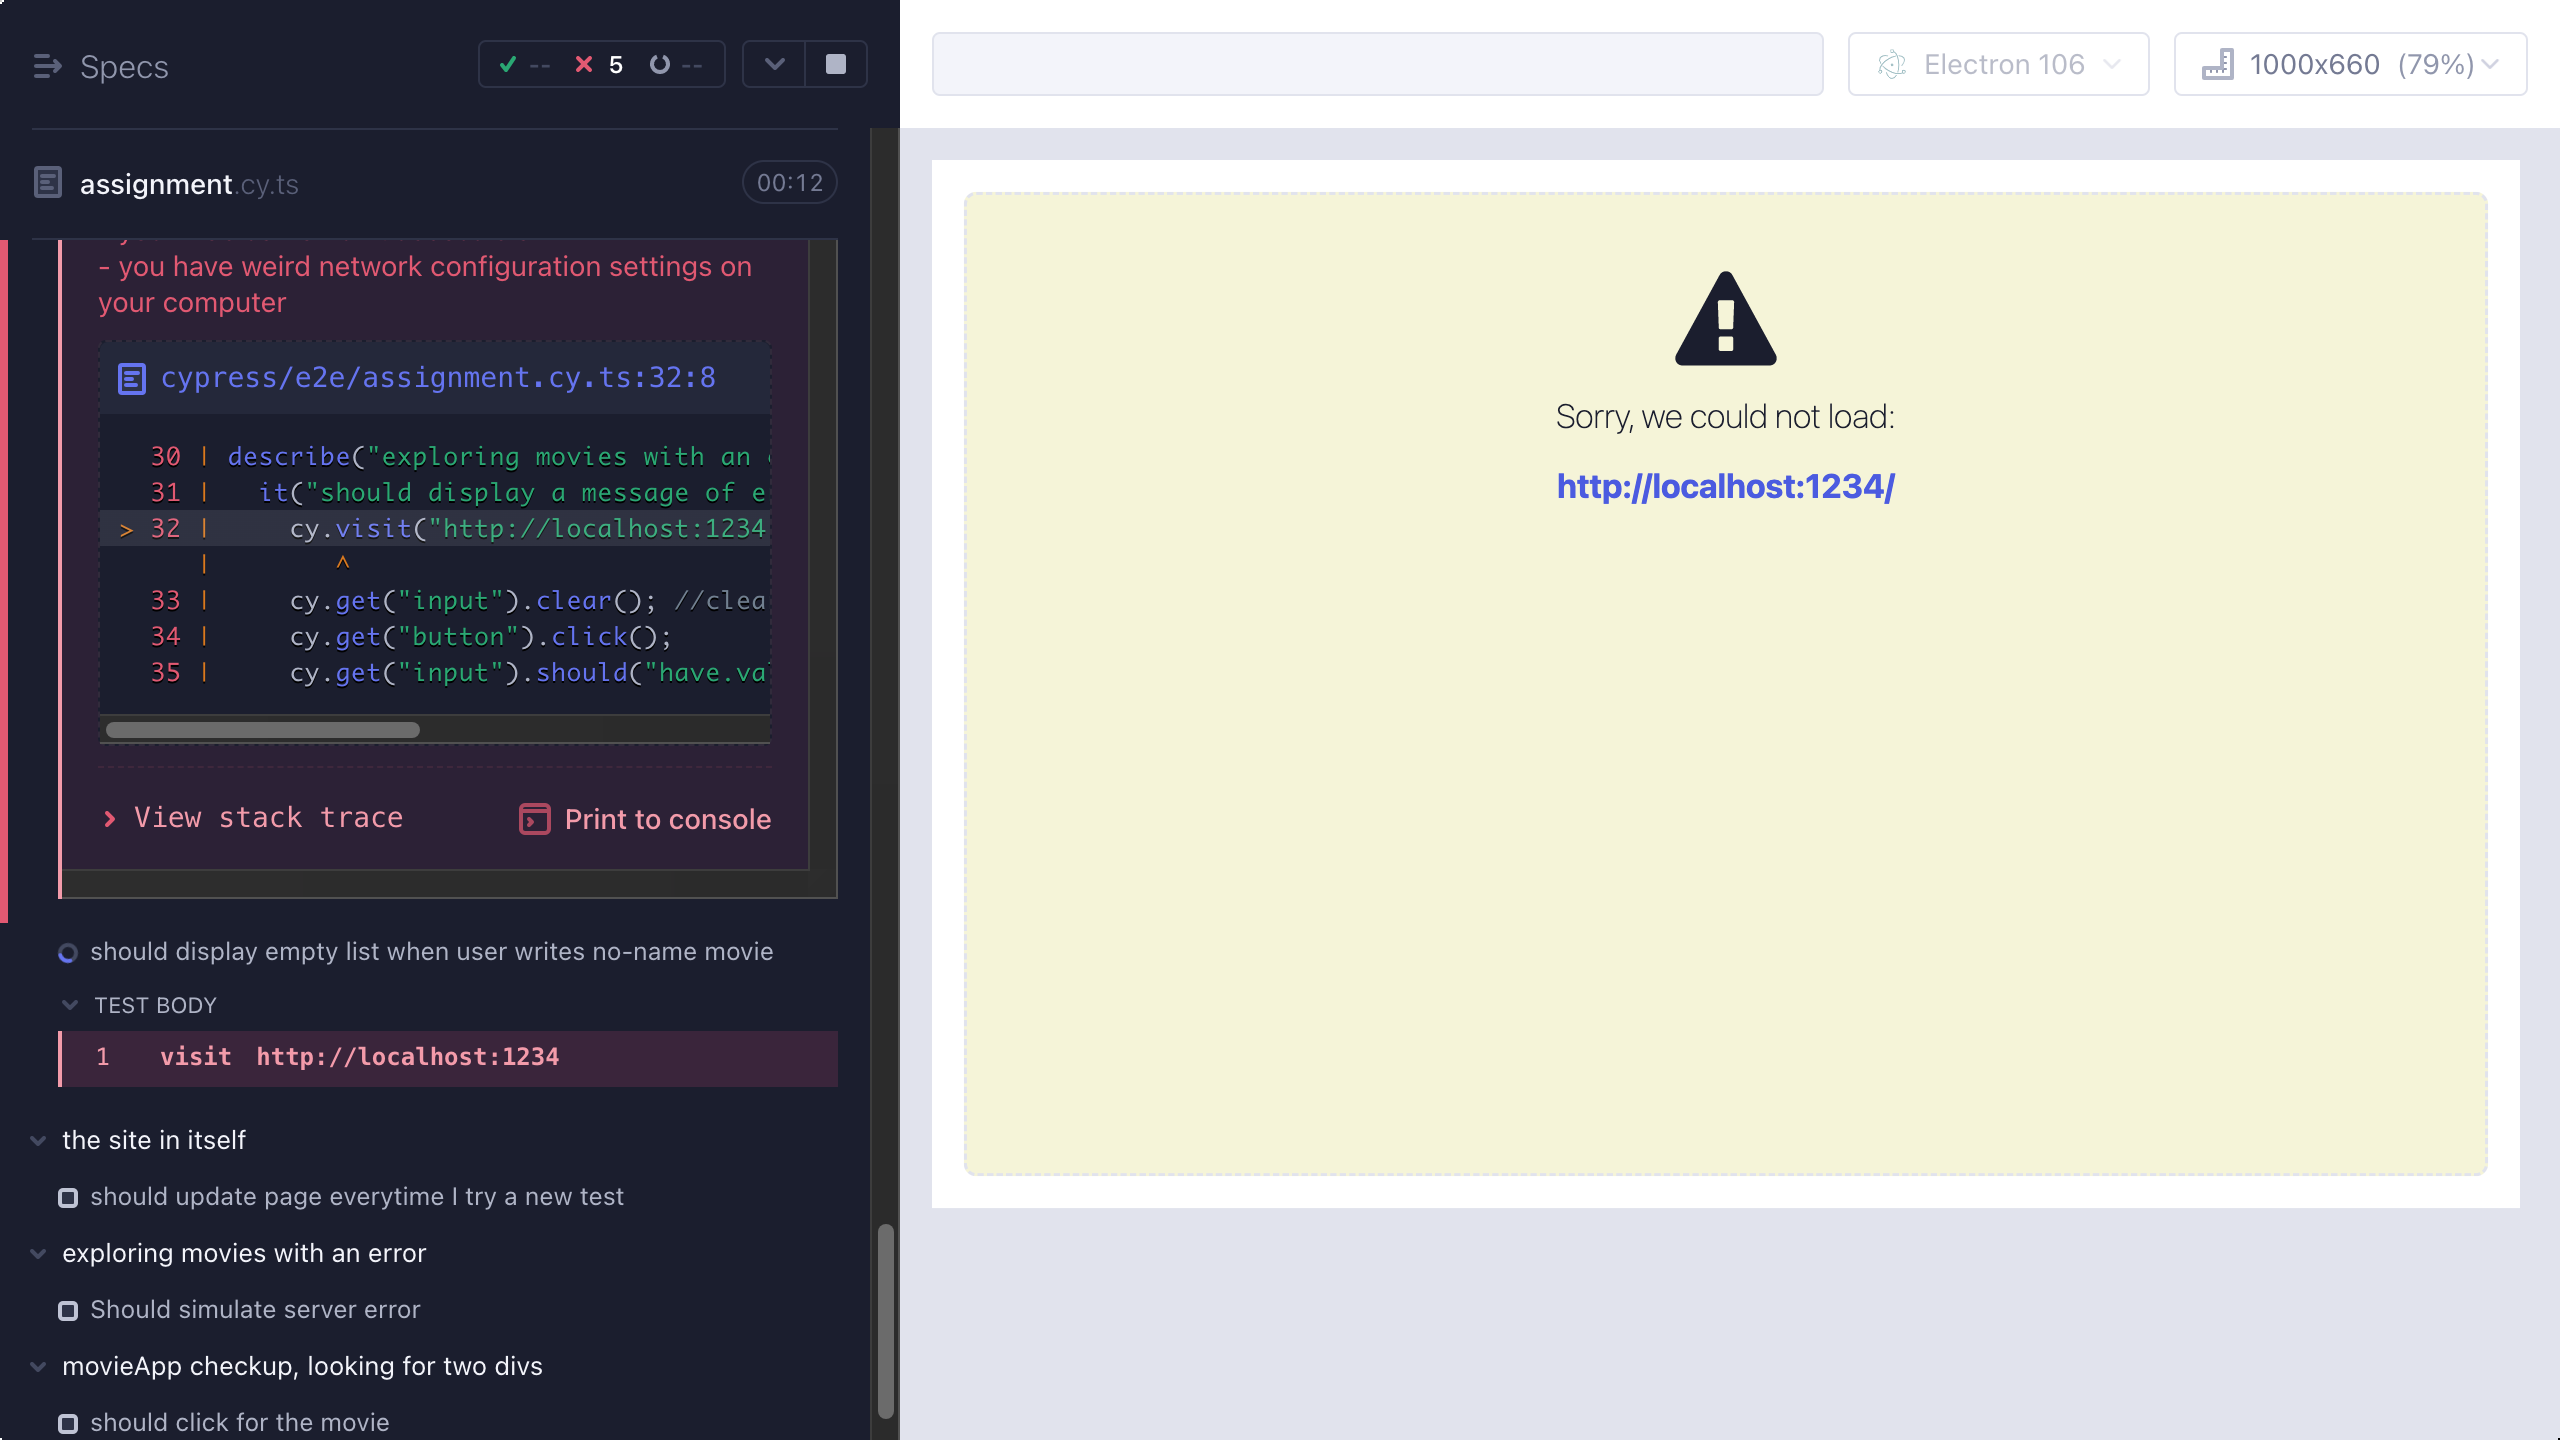 Specs
-- 5 --
assignment.cy.ts
00:12
- you have weird network configuration settings on
your computer
cypress/e2e/assignment.cy.ts:32:8
30 | describe("exploring movies with an
31 | it("should display a message of e
> 32 | cy.visit("http://localhost:1234
| ^
33 | cy.get("input").clear(); //clea
34 | cy.get("button").click();
35 | cy.get("input").should("have.va
View stack trace
Print to console
should display empty list when user writes no-name movie
TEST BODY
1 visit http://localhost:1234
the site in itself
should update page everytime I try a new test
exploring movies with an error
Should simulate server error
movieApp checkup, looking for two divs
should click for the movie
Electron 106
1000x660 (79%)
Sorry, we could not load:
http://localhost:1234/